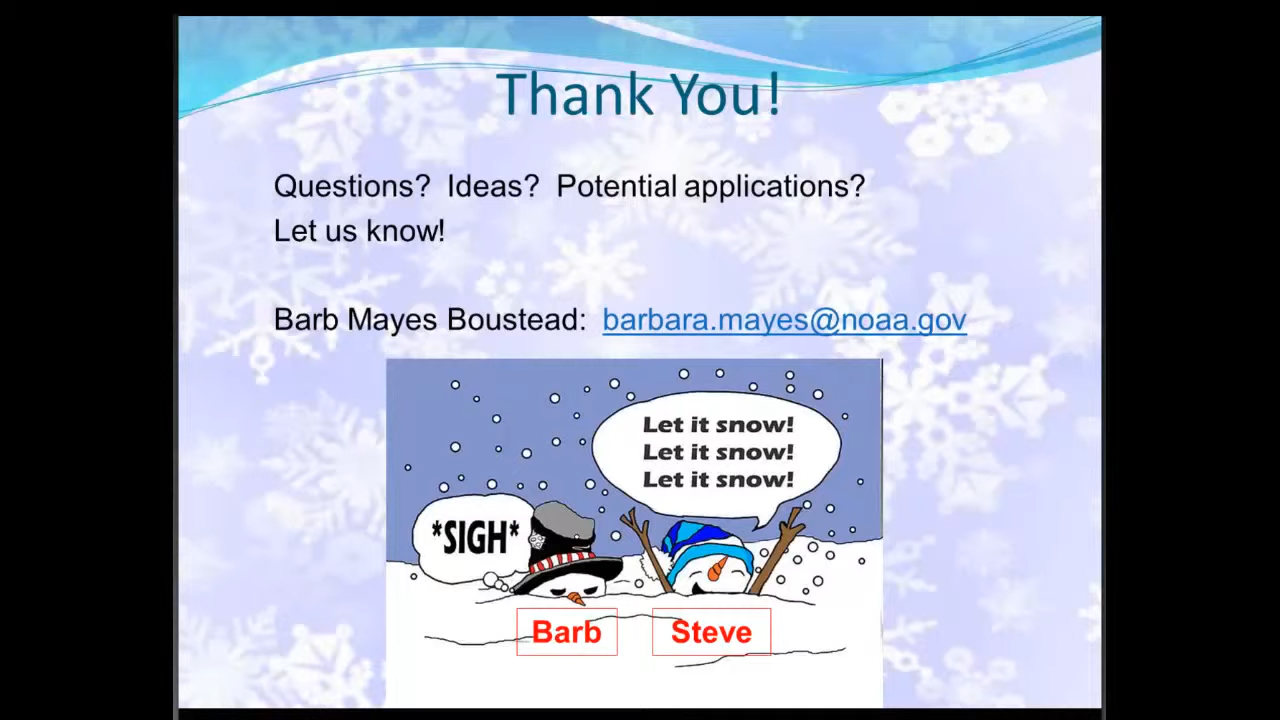 Thank You!
Questions? Ideas? Potential applications?
Let us know!
Barb Mayes Boustead: barbara.mayes@noaa.gov
Let it snow!
Let it snow!
Let it snow!
*SIGH*
Barb
Steve